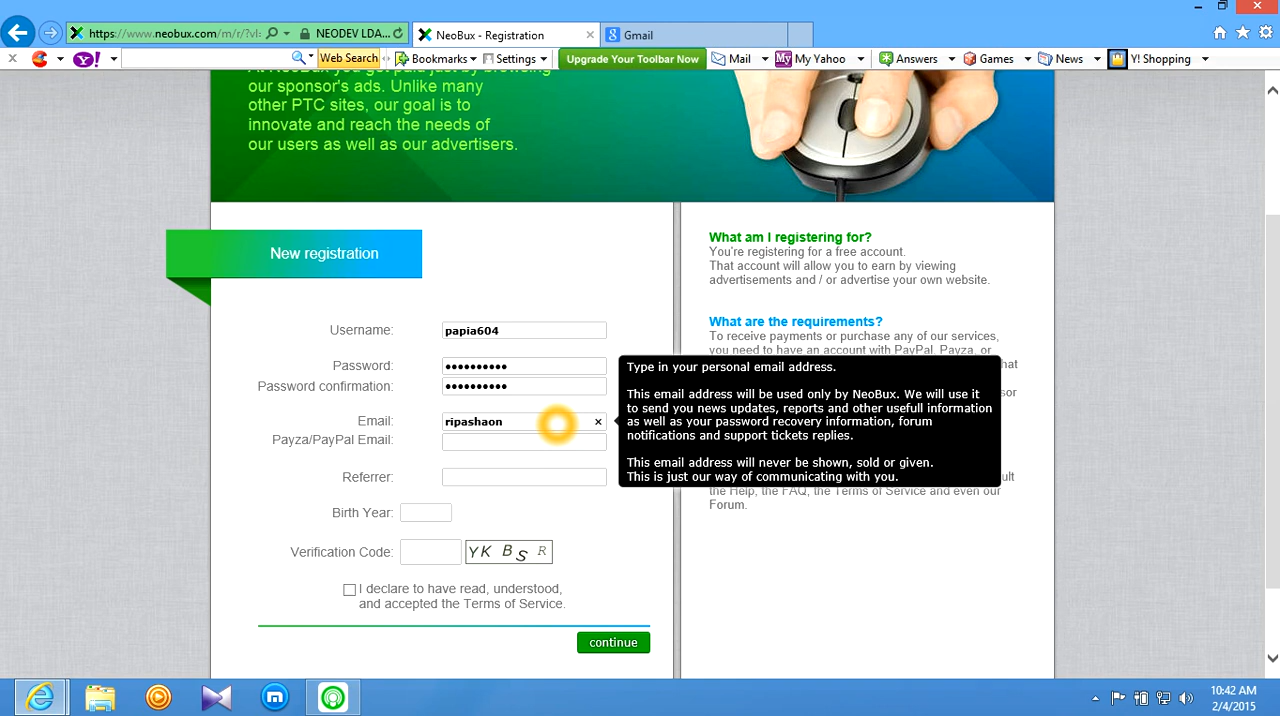 https://www.neobux.com/m/r/?vl:
NEODEV LDA...
NeoBux - Registration
Gmail
Web Search
Bookmarks
Settings
Upgrade Your Toolbar Now
Mail
My Yahoo
Answers
Games
News
Y! Shopping
At NeoBux you get paid just by browsing
our sponsor's ads. Unlike many
other PTC sites, our goal is to
innovate and reach the needs of
our users as well as our advertisers.
New registration
Username:
papia604
Password:
••••••••••
Password confirmation:
••••••••••
Email:
ripashaon
Payza/PayPal Email:
Referrer:
Birth Year:
Verification Code:
YK B S R
I declare to have read, understood,
and accepted the Terms of Service.
continue
What am I registering for?
You're registering for a free account.
That account will allow you to earn by viewing
advertisements and / or advertise your own website.
What are the requirements?
To receive payments or purchase any of our services,
you need to have an account with PayPal, Payza, or
Type in your personal email address.
This email address will be used only by NeoBux. We will use it
to send you news updates, reports and other usefull information
as well as your password recovery information, forum
notifications and support tickets replies.
This email address will never be shown, sold or given.
This is just our way of communicating with you.
the Help, the FAQ, the Terms of Service and even our
Forum.
10:42 AM
2/4/2015